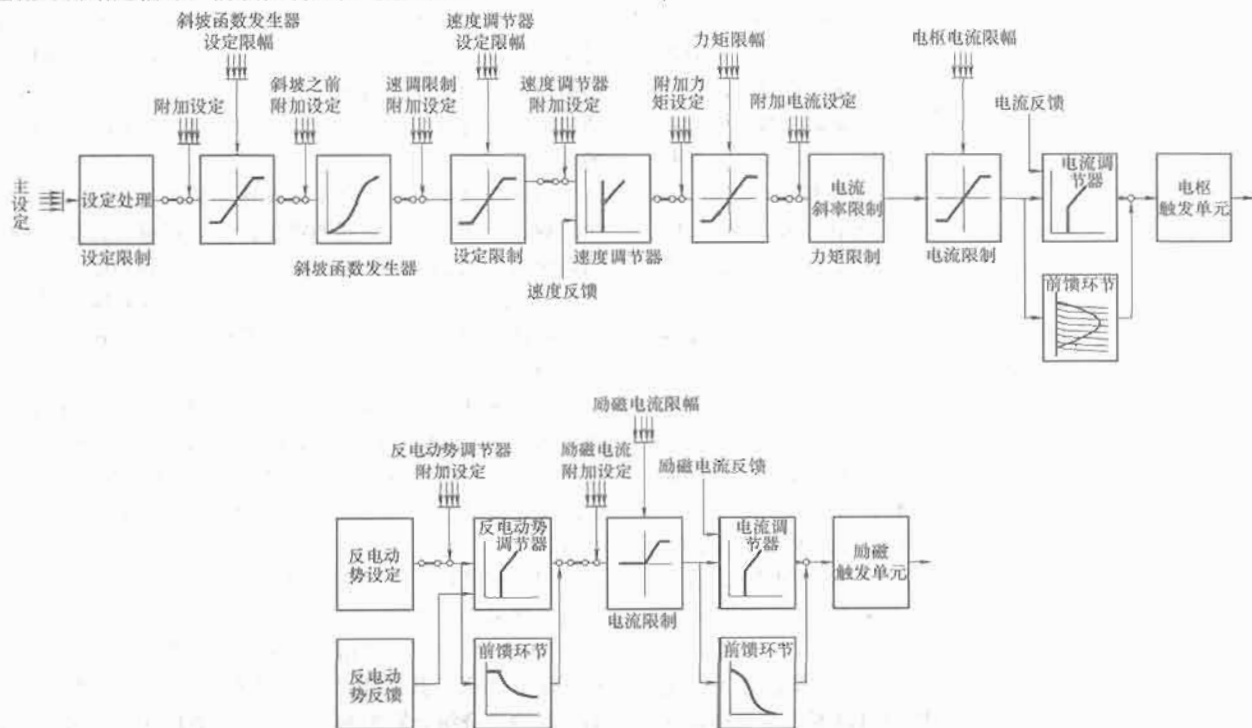 斜坡函数发生器
设定限幅
速度调节器
设定限幅
力矩限幅
电枢电流限幅
附加设定
斜坡之前
附加设定
速调限制
附加设定
速度调节器
附加设定
附加力
矩设定
附加电流设定
电流反馈
主设定
设定处理
设定限制
斜坡函数发生器
设定限制
速度调节器
速度反馈
电流
斜率限制
力矩限制
电流限制
电流调
节器
电枢
触发单元
前馈环节
励磁电流限幅
反电动势调节器
附加设定
励磁电流
附加设定
励磁电流反馈
反电动
势设定
反电动势
调节器
电流限制
电流调
节器
励磁
触发单元
反电动
势反馈
前馈环节
前馈环节